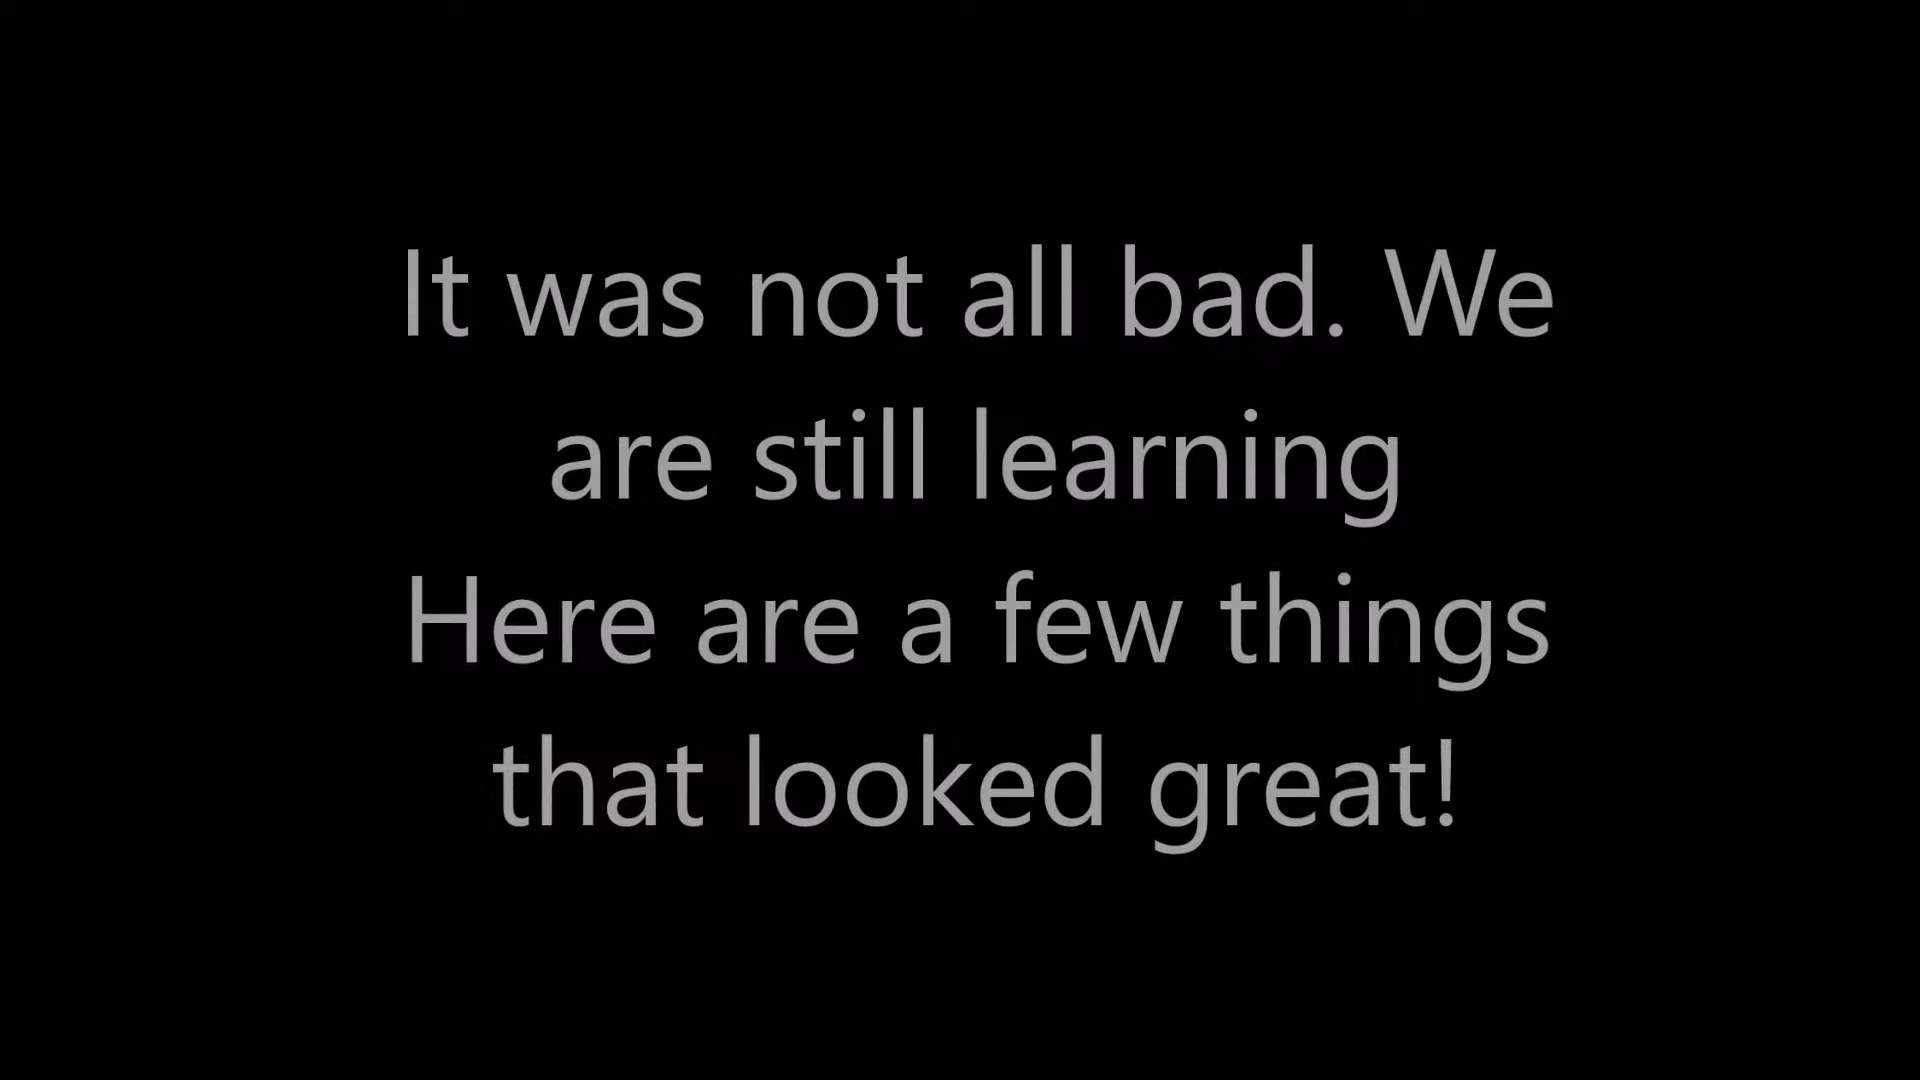 It was not all bad. We
are still learning
Here are a few things
that looked great!